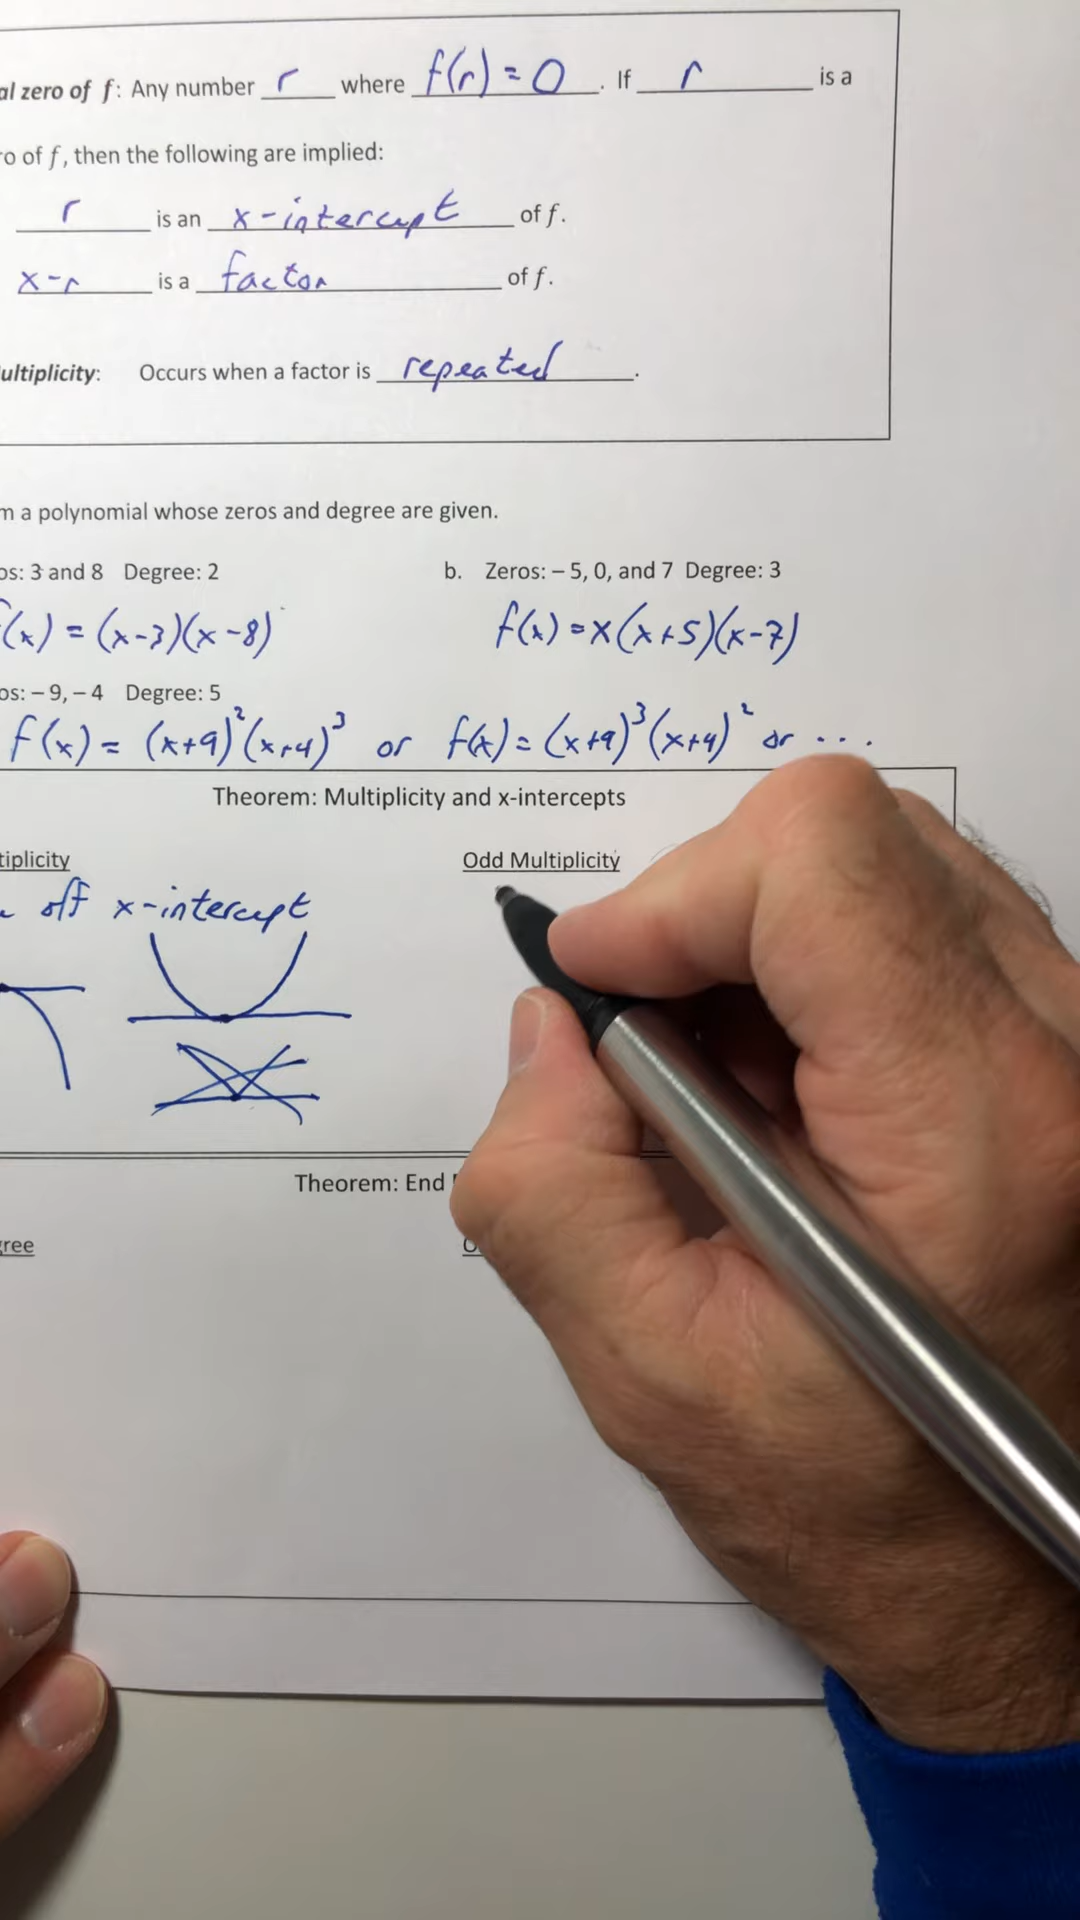 al zero of f: Any number r where f(r) = 0. If r is a
ro of f, then the following are implied:
r is an x-intercept of f.
x-r is a factor of f.
ultiplicity: Occurs when a factor is repeated.
m a polynomial whose zeros and degree are given.
os: 3 and 8 Degree: 2
b. Zeros: – 5, 0, and 7 Degree: 3
f(x) = (x-3)(x-8)
f(x) = x(x+5)(x-7)
os: – 9, – 4 Degree: 5
f(x) = (x+9)²(x+4)³ or f(x) = (x+9)³(x+4)² or ...
Theorem: Multiplicity and x-intercepts
tiplicity
Odd Multiplicity
off x-intercept
Theorem: End
gree